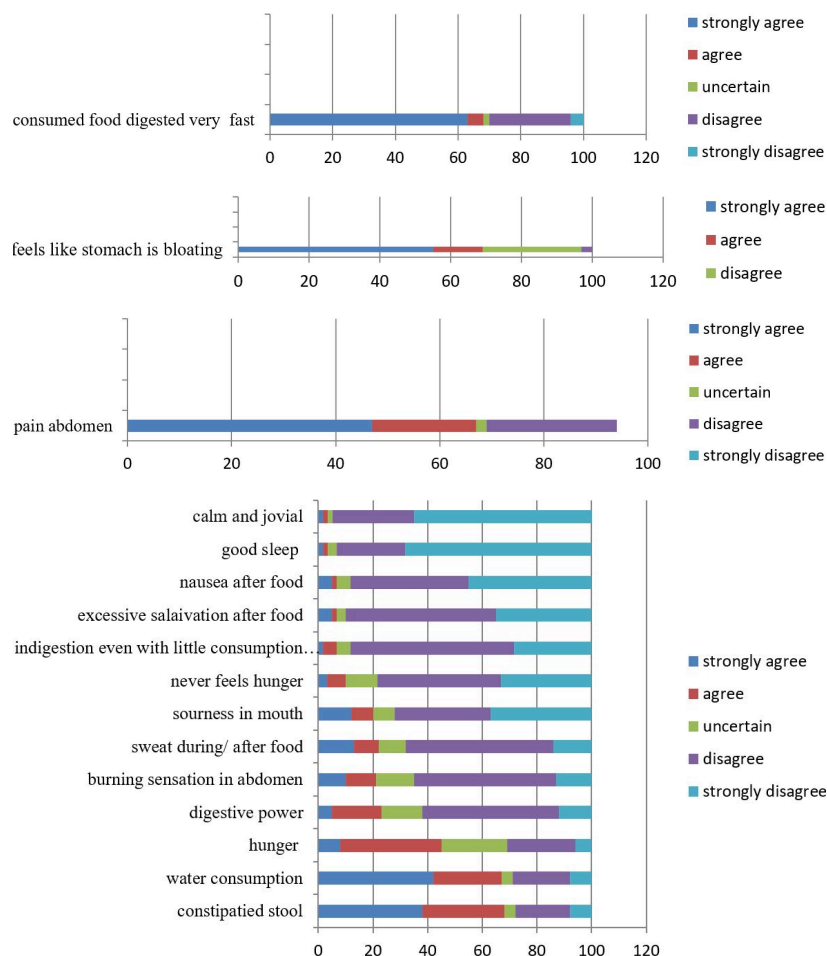 strongly agree
agree
uncertain
consumed food digested very fast
disagree
strongly disagree
0 20 40 60 80 100 120
strongly agree
agree
feels like stomach is bloating
disagree
0 20 40 60 80 100 120
strongly agree
agree
uncertain
pain abdomen
disagree
strongly disagree
0 20 40 60 80 100
calm and jovial
good sleep
nausea after food
excessive salaivation after food
indigestion even with little consumption...
never feels hunger
sourness in mouth
sweat during/ after food
burning sensation in abdomen
digestive power
hunger
water consumption
constipatied stool
strongly agree
agree
uncertain
disagree
strongly disagree
0 20 40 60 80 100 120